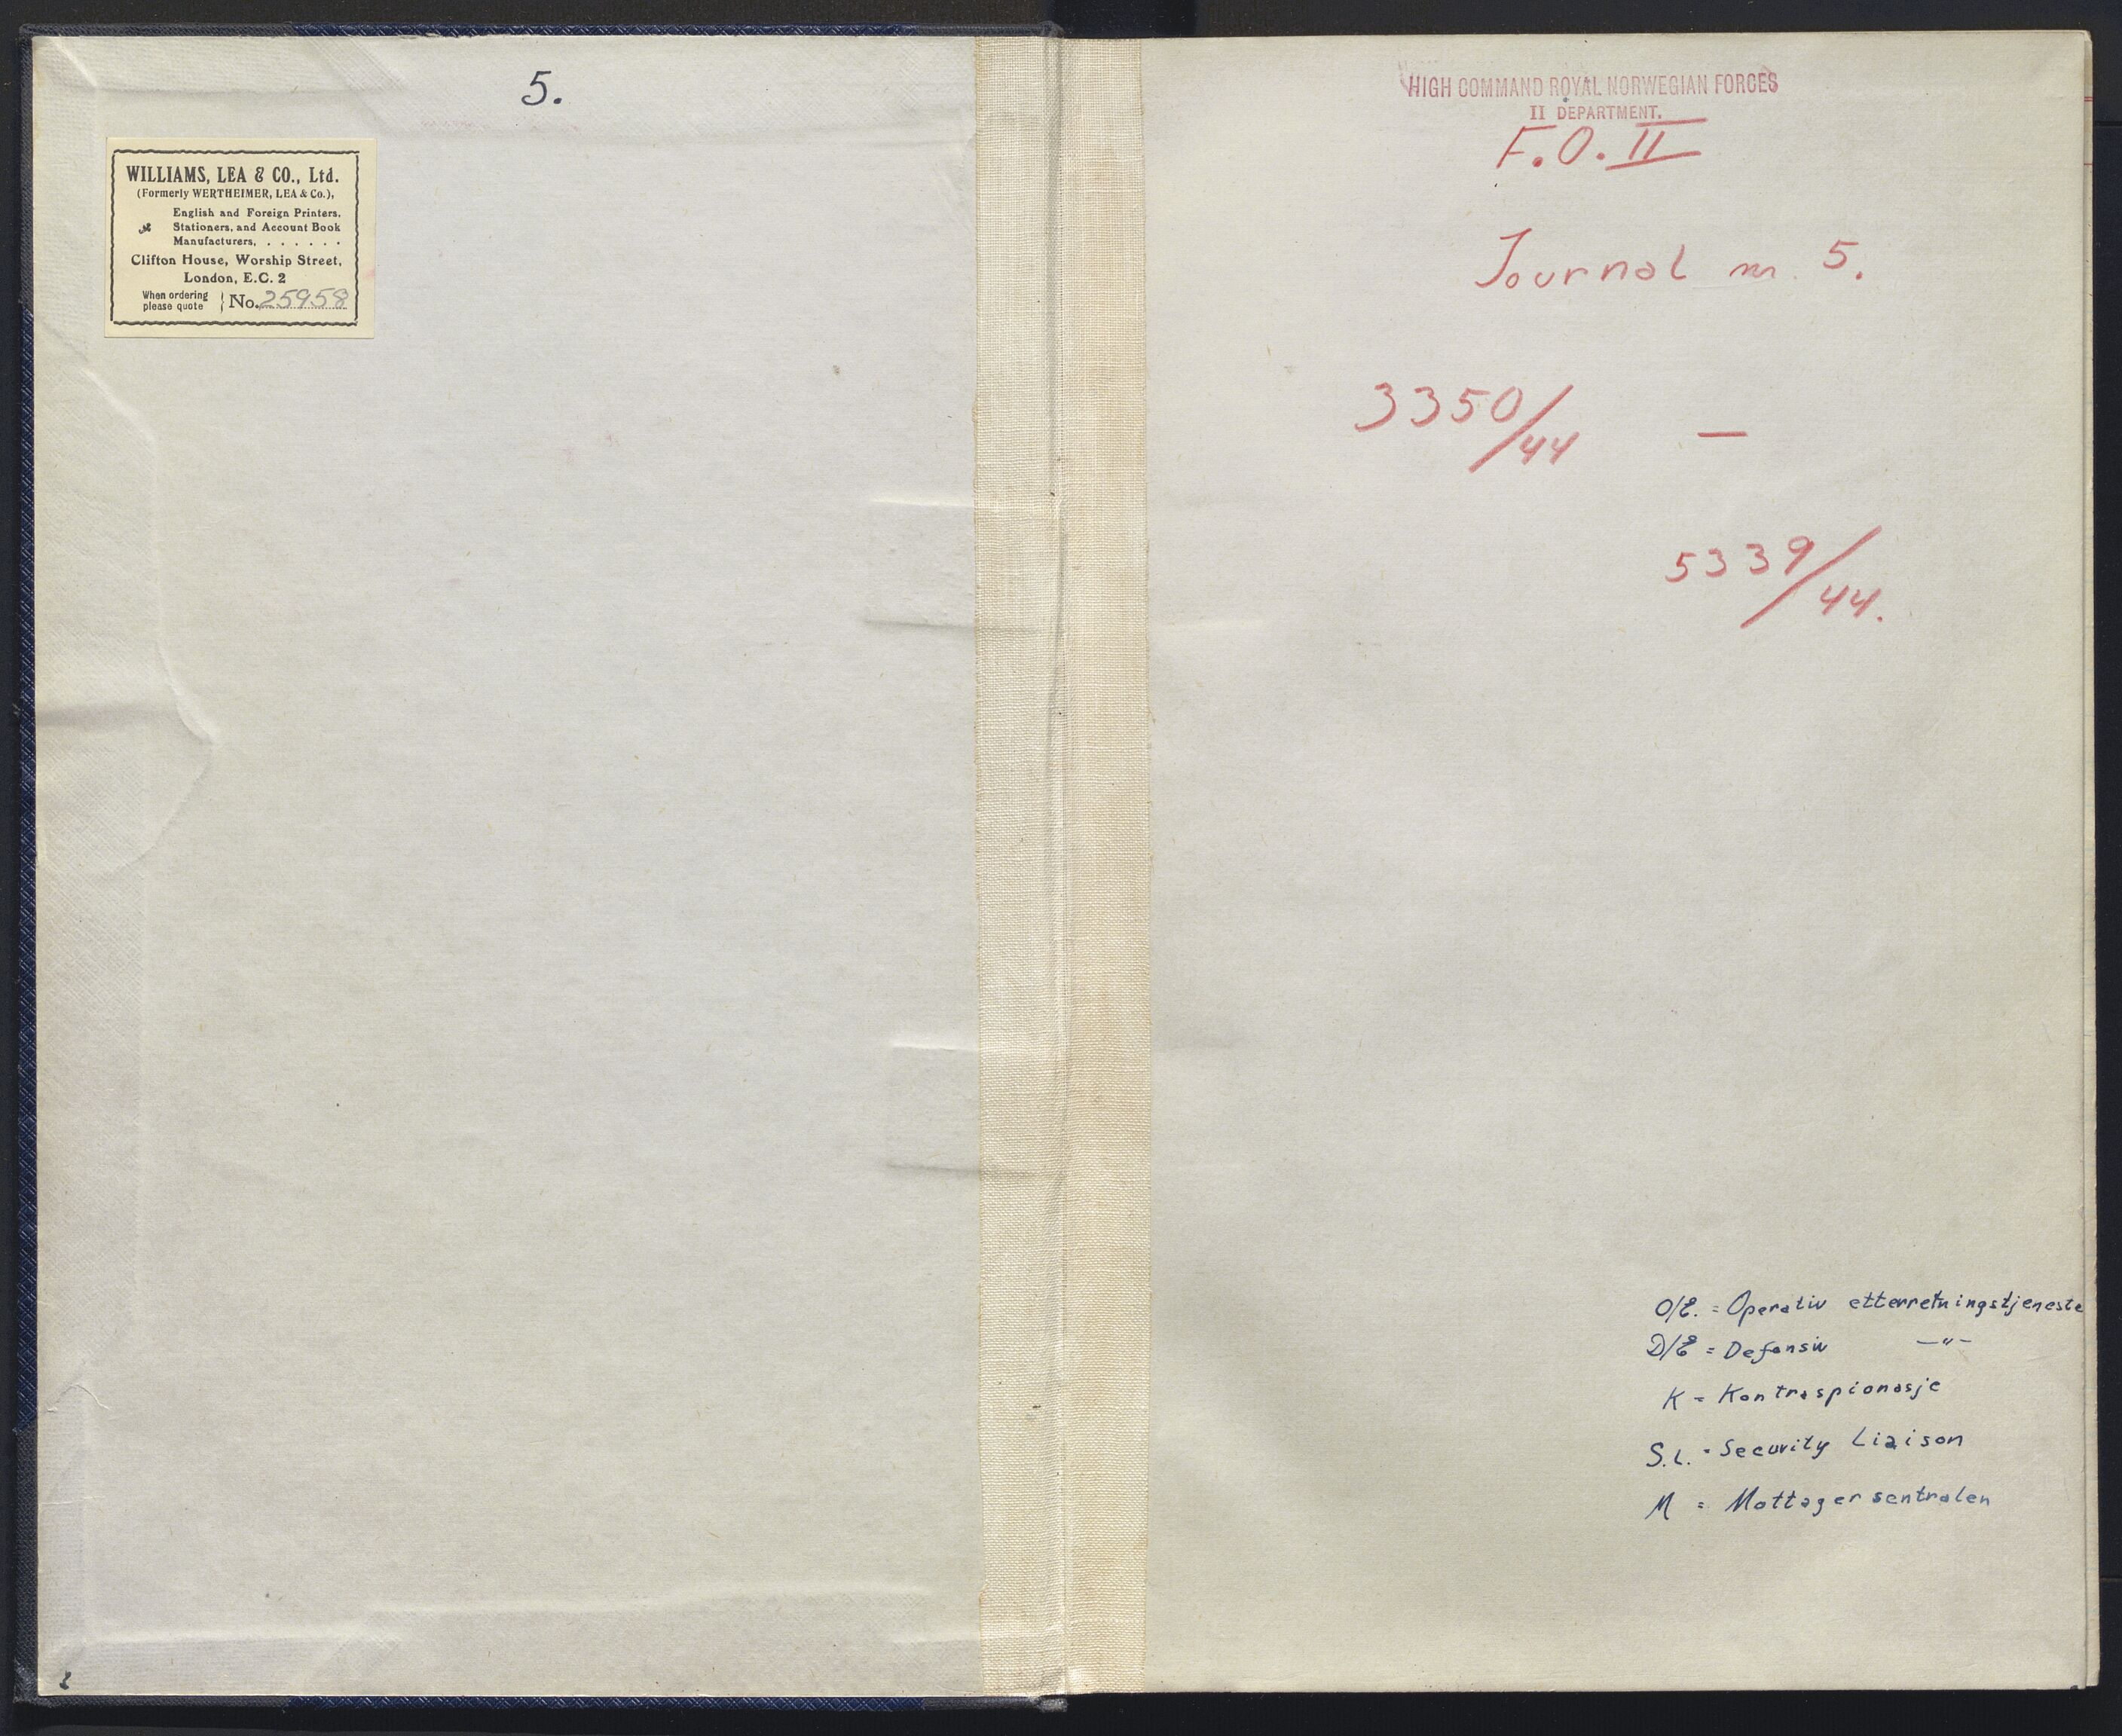 5.
WILLIAMS, LEA & CO., Ltd.
(Formerly WERTHEIMER, LEA & Co.),
English and Foreign Printers,
Stationers, and Account Book
Manufacturers, . . . . . .
Clifton House, Worship Street,
London, E.C. 2
When ordering
please quote } No. 25958
HIGH COMMAND ROYAL NORWEGIAN FORCES
II DEPARTMENT.
F.O. II
Journal nr. 5.
3350/44 —
5339/44.
O/E. = Operativ etterretningstjeneste
D/E = Defensiv —"—
K = Kontraspionasje
S.L. = Security Liaison
M = Mottagersentralen